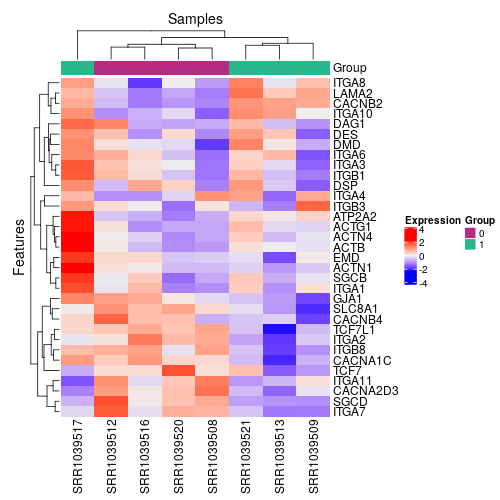 Samples
Group
ITGA8
LAMA2
CACNB2
ITGA10
DAG1
DES
DMD
ITGA6
ITGA3
ITGB1
DSP
ITGA4
ITGB3
ATP2A2
ACTG1
ACTN4
ACTB
EMD
ACTN1
SGCB
ITGA1
GJA1
SLC8A1
CACNB4
TCF7L1
ITGA2
ITGB8
CACNA1C
TCF7
ITGA11
CACNA2D3
SGCD
ITGA7
Features
SRR1039517
SRR1039512
SRR1039516
SRR1039520
SRR1039508
SRR1039521
SRR1039513
SRR1039509
Expression
4
2
0
-2
-4
Group
0
1